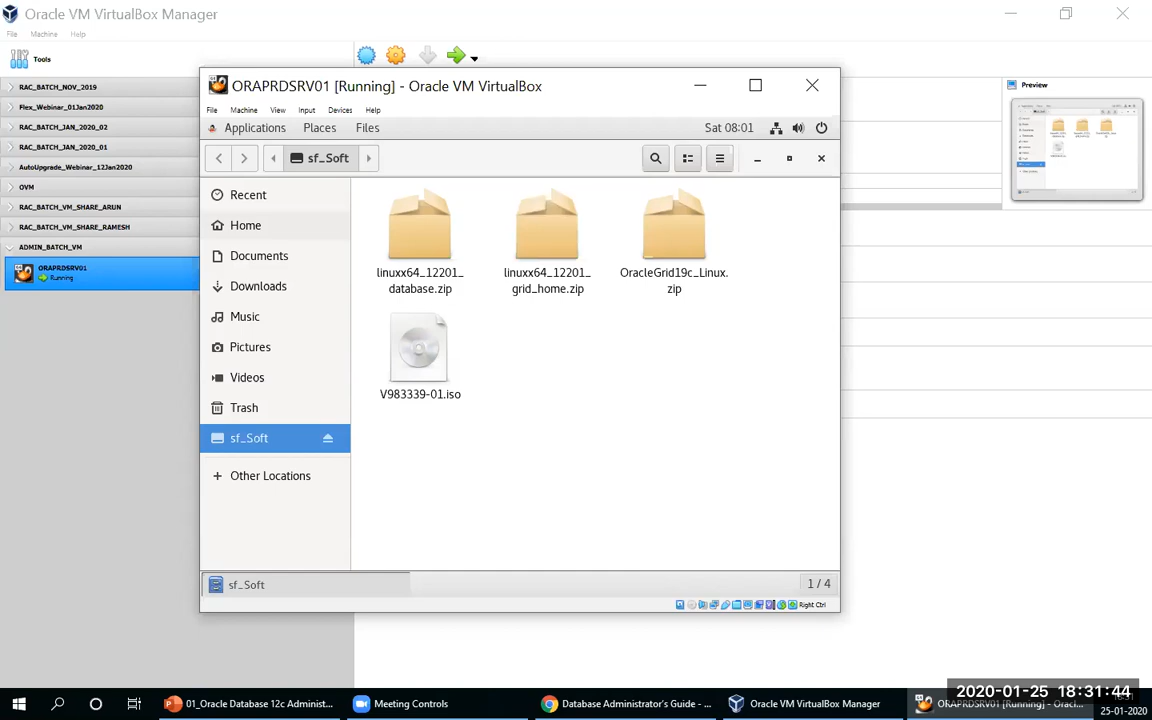 Oracle VM VirtualBox Manager
File Machine Help
Tools
RAC_BATCH_NOV_2019
Flex_Webinar_01Jan2020
RAC_BATCH_JAN_2020_02
RAC_BATCH_JAN_2020_01
AutoUpgrade_Webinar_12Jan2020
OVM
RAC_BATCH_VM_SHARE_ARUN
RAC_BATCH_VM_SHARE_RAMESH
ADMIN_BATCH_VM
ORAPRDSRV01
Running
ORAPRDSRV01 [Running] - Oracle VM VirtualBox
File Machine View Input Devices Help
Applications Places Files Sat 08:01
sf_Soft
Recent
Home
Documents
Downloads
Music
Pictures
Videos
Trash
sf_Soft
Other Locations
linuxx64_12201_
database.zip
linuxx64_12201_
grid_home.zip
OracleGrid19c_Linux.
zip
V983339-01.iso
sf_Soft 1 / 4
Right Ctrl
Preview
01_Oracle Database 12c Administ... Meeting Controls Database Administrator's Guide - ... Oracle VM VirtualBox ORAPRDSRV01 [Running] - Oracl...
2020-01-25 18:31:44
25-01-2020